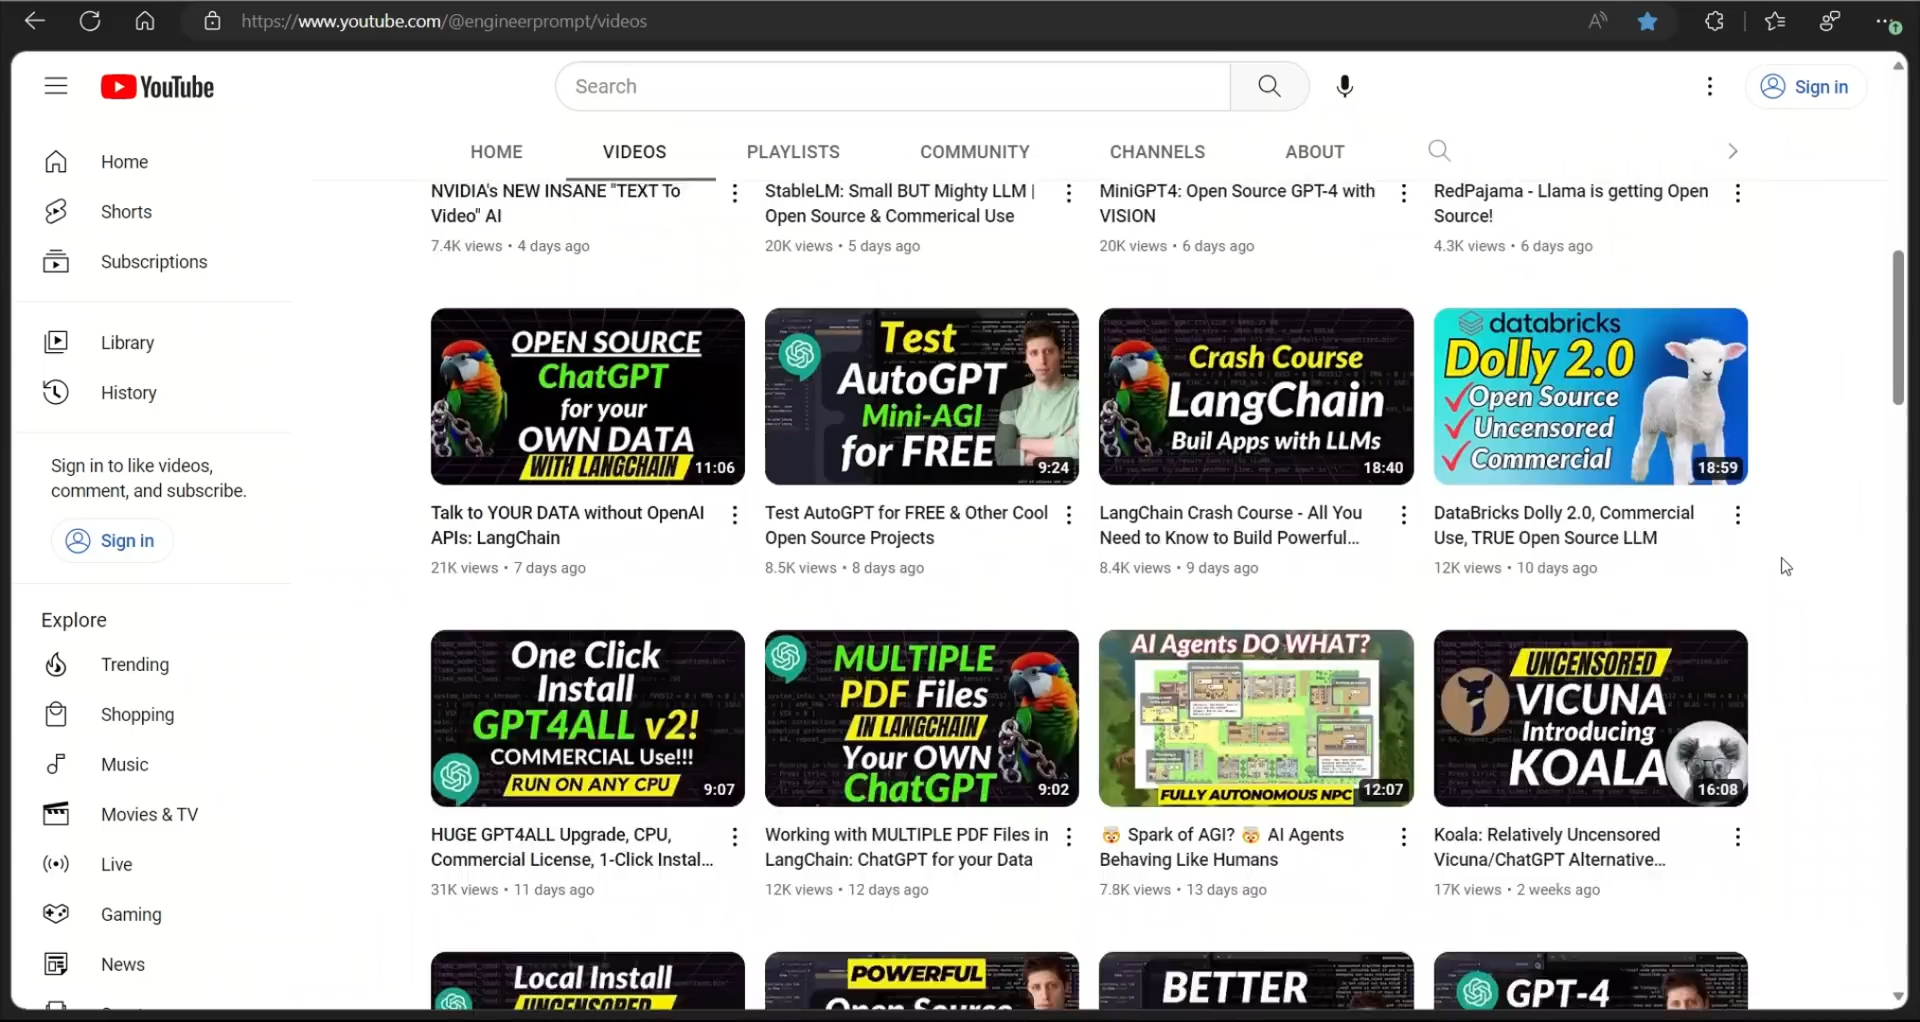 https://www.youtube.com/@engineerprompt/videos
YouTube
Search
Sign in
HOME
VIDEOS
PLAYLISTS
COMMUNITY
CHANNELS
ABOUT
Home
Shorts
Subscriptions
Library
History
Sign in to like videos,
comment, and subscribe.
Sign in
Explore
Trending
Shopping
Music
Movies & TV
Live
Gaming
News
NVIDIA's NEW INSANE "TEXT To
Video" AI
7.4K views • 4 days ago
StableLM: Small BUT Mighty LLM |
Open Source & Commerical Use
20K views • 5 days ago
MiniGPT4: Open Source GPT-4 with
VISION
20K views • 6 days ago
RedPajama - Llama is getting Open
Source!
4.3K views • 6 days ago
OPEN SOURCE
ChatGPT
for your
OWN DATA
WITH LANGCHAIN
11:06
Talk to YOUR DATA without OpenAI
APIs: LangChain
21K views • 7 days ago
Test
AutoGPT
Mini-AGI
for FREE
9:24
Test AutoGPT for FREE & Other Cool
Open Source Projects
8.5K views • 8 days ago
Crash Course
LangChain
Buil Apps with LLMs
18:40
LangChain Crash Course - All You
Need to Know to Build Powerful...
8.4K views • 9 days ago
databricks
Dolly 2.0
Open Source
Uncensored
Commercial
18:59
DataBricks Dolly 2.0, Commercial
Use, TRUE Open Source LLM
12K views • 10 days ago
One Click
Install
GPT4ALL v2!
COMMERCIAL Use!!!
RUN ON ANY CPU
9:07
HUGE GPT4ALL Upgrade, CPU,
Commercial License, 1-Click Instal...
31K views • 11 days ago
MULTIPLE
PDF Files
IN LANGCHAIN
Your OWN
ChatGPT
9:02
Working with MULTIPLE PDF Files in
LangChain: ChatGPT for your Data
12K views • 12 days ago
AI Agents DO WHAT?
FULLY AUTONOMOUS NPC
12:07
🤯 Spark of AGI? 🤯 AI Agents
Behaving Like Humans
7.8K views • 13 days ago
UNCENSORED
VICUNA
Introducing
KOALA
16:08
Koala: Relatively Uncensored
Vicuna/ChatGPT Alternative...
17K views • 2 weeks ago
Local Install
UNCENSORED
POWERFUL
Open Source
BETTER
GPT-4